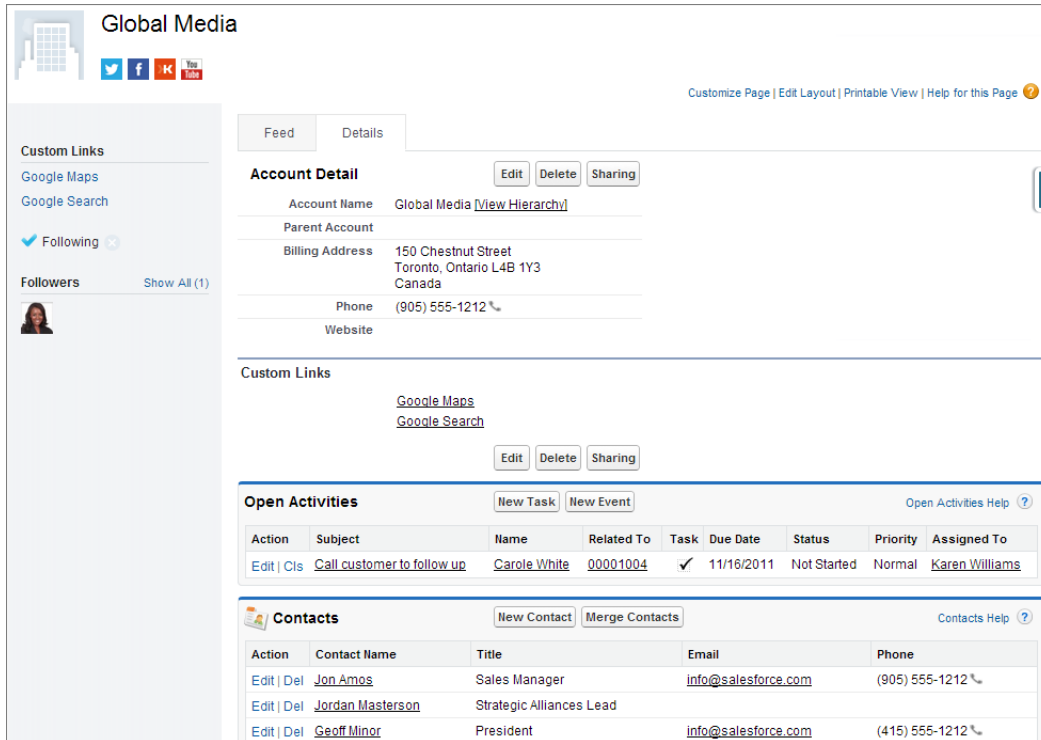 Global Media
You Tube
Customize Page | Edit Layout | Printable View | Help for this Page ?
Custom Links
Google Maps
Google Search
Following
Followers Show All (1)
Feed Details
Account Detail Edit Delete Sharing
Account Name Global Media [View Hierarchy]
Parent Account
Billing Address 150 Chestnut Street
Toronto, Ontario L4B 1Y3
Canada
Phone (905) 555-1212
Website
Custom Links
Google Maps
Google Search
Edit Delete Sharing
Open Activities New Task New Event Open Activities Help ?
Action Subject Name Related To Task Due Date Status Priority Assigned To
Edit | Cls Call customer to follow up Carole White 00001004 ✓ 11/16/2011 Not Started Normal Karen Williams
Contacts New Contact Merge Contacts Contacts Help ?
Action Contact Name Title Email Phone
Edit | Del Jon Amos Sales Manager info@salesforce.com (905) 555-1212
Edit | Del Jordan Masterson Strategic Alliances Lead
Edit | Del Geoff Minor President info@salesforce.com (415) 555-1212